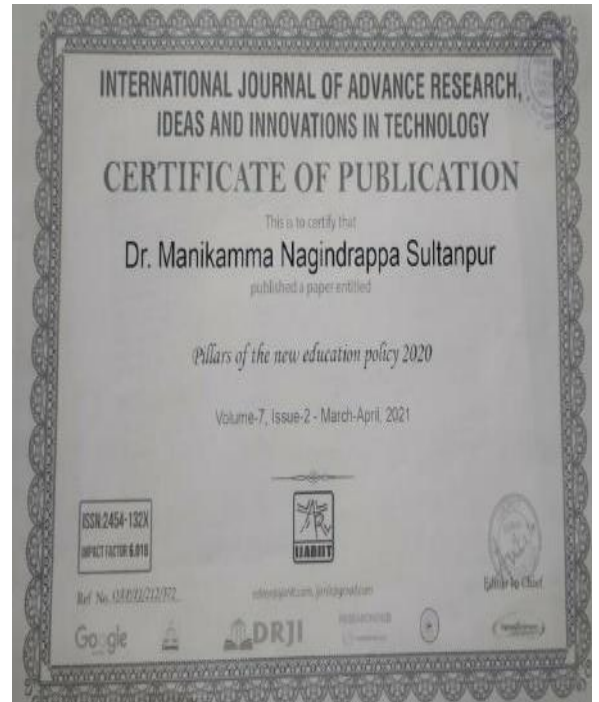 INTERNATIONAL JOURNAL OF ADVANCE RESEARCH,
IDEAS AND INNOVATIONS IN TECHNOLOGY
CERTIFICATE OF PUBLICATION
This is to certify that
Dr. Manikamma Nagindrappa Sultanpur
published a paper entitled
Pillars of the new education policy 2020
Volume-7, Issue-2 - March-April, 2021
ISSN:2454-132X
IMPACT FACTOR:
IJARIIT
Editor In Chief
Ref. No.
Google
DRJI